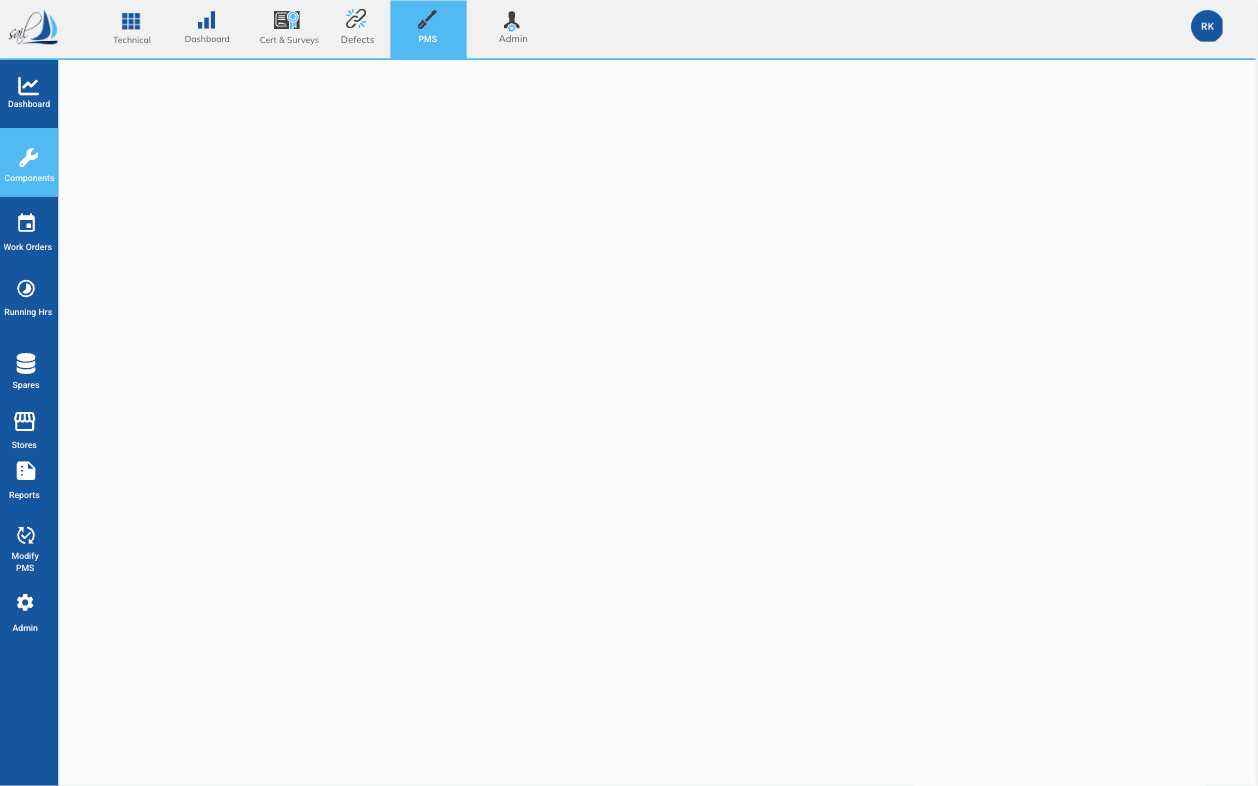 sail
Technical
Dashboard
Cert & Surveys
Defects
PMS
Admin
RK
Dashboard
Components
Work Orders
Running Hrs
Spares
Stores
Reports
Modify
PMS
Admin